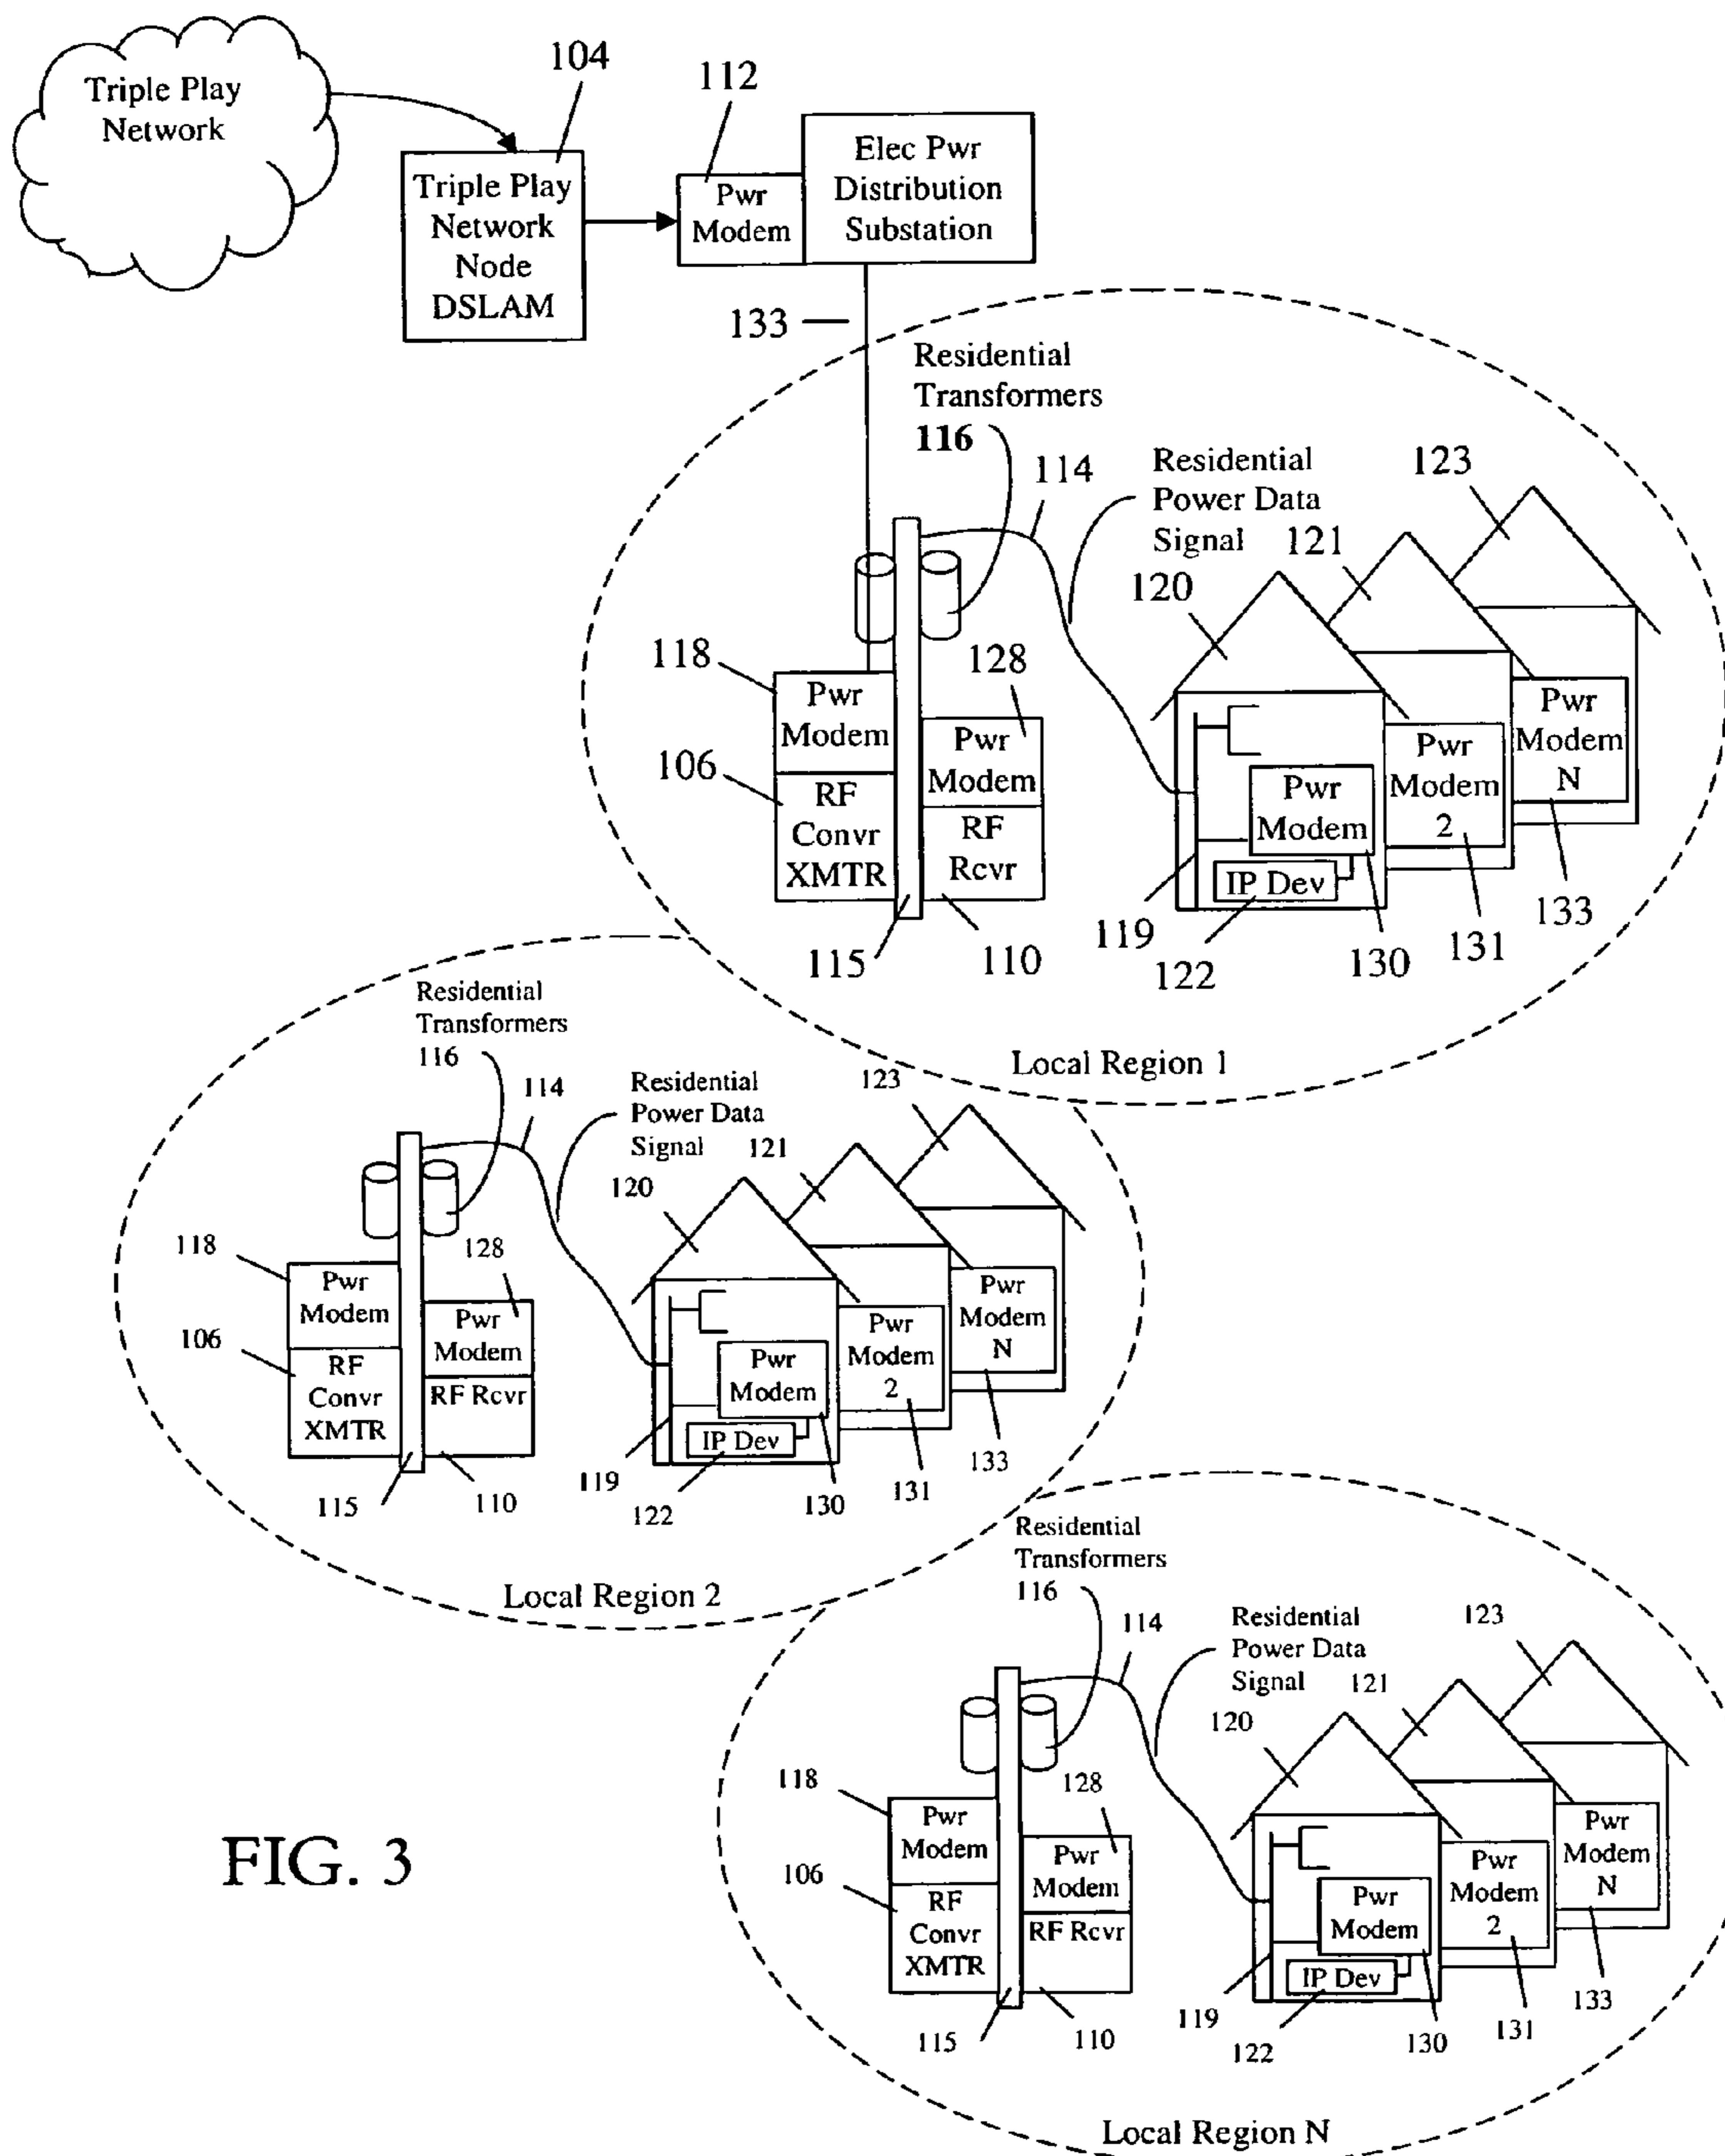 Triple Play
Network
104
112
Triple Play
Network
Node
DSLAM
Pwr
Modem
Elec Pwr
Distribution
Substation
133
Residential
Transformers
116
114
Residential
Power Data
Signal
123
121
120
118
128
Pwr
Modem
106
RF
Convr
XMTR
Pwr
Modem
RF
Rcvr
Pwr
Modem
IP Dev
Pwr
Modem
2
Pwr
Modem
N
115
110
119
122
130
131
133
Local Region 1
Residential
Transformers
116
114
Residential
Power Data
Signal
123
121
120
118
128
Pwr
Modem
106
RF
Convr
XMTR
Pwr
Modem
RF Rcvr
Pwr
Modem
IP Dev
Pwr
Modem
2
Pwr
Modem
N
115
110
119
122
130
131
133
Local Region 2
Residential
Transformers
116
114
Residential
Power Data
Signal
123
121
120
118
128
Pwr
Modem
106
RF
Convr
XMTR
Pwr
Modem
RF Rcvr
Pwr
Modem
IP Dev
Pwr
Modem
2
Pwr
Modem
N
115
110
119
122
130
131
133
Local Region N
FIG. 3